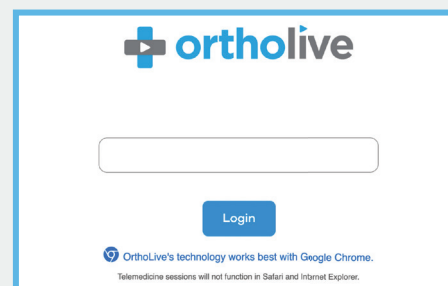 ortholive
Login
OrthoLive's technology works best with Google Chrome.
Telemedicine sessions will not function in Safari and Internet Explorer.